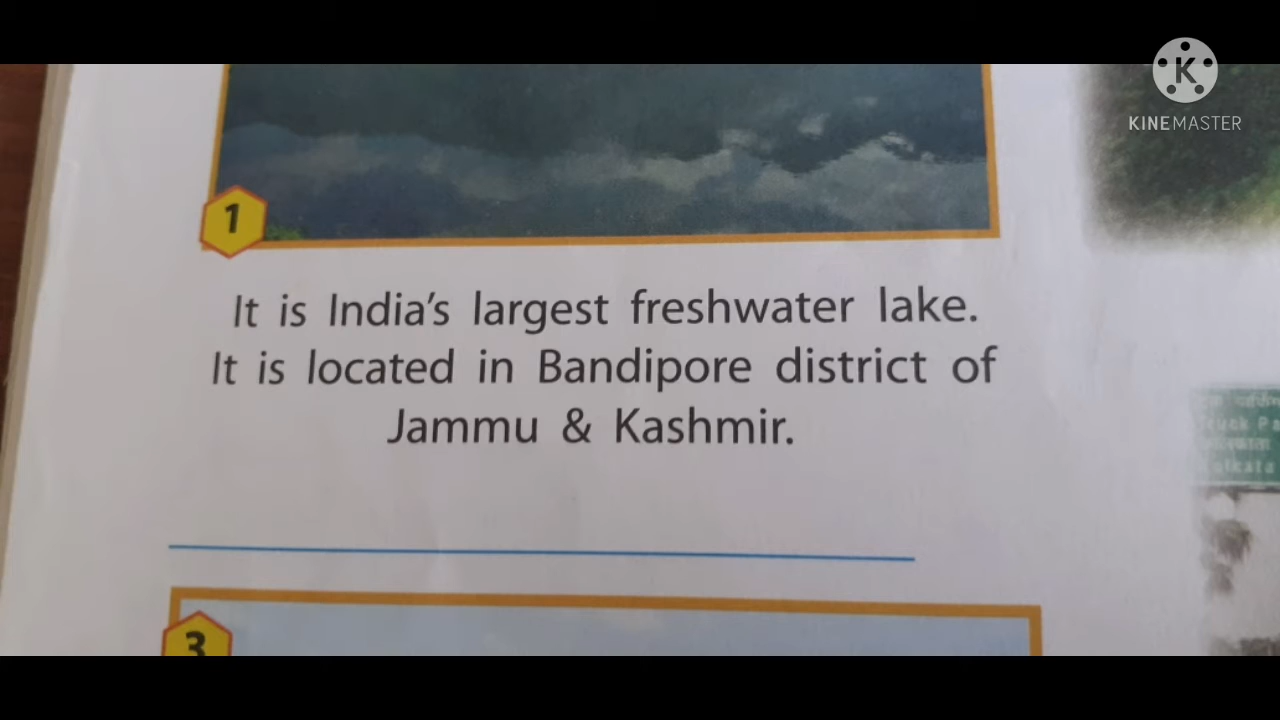 K
KINEMASTER
1
It is India's largest freshwater lake.
It is located in Bandipore district of
Jammu & Kashmir.
3